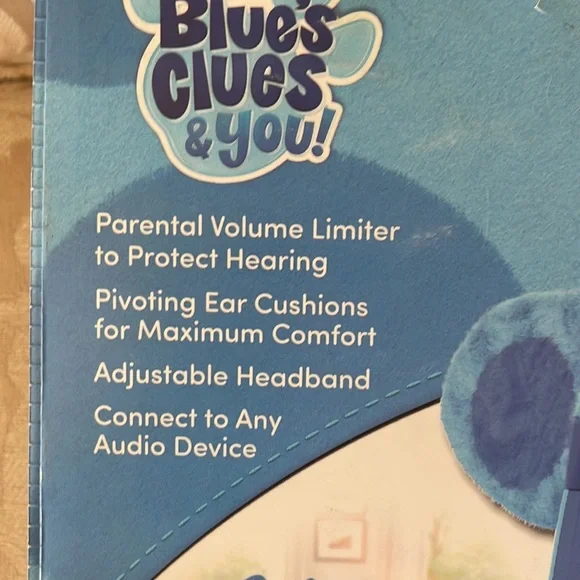 Blue's
Clues
& you!
Parental Volume Limiter
to Protect Hearing
Pivoting Ear Cushions
for Maximum Comfort
Adjustable Headband
Connect to Any
Audio Device